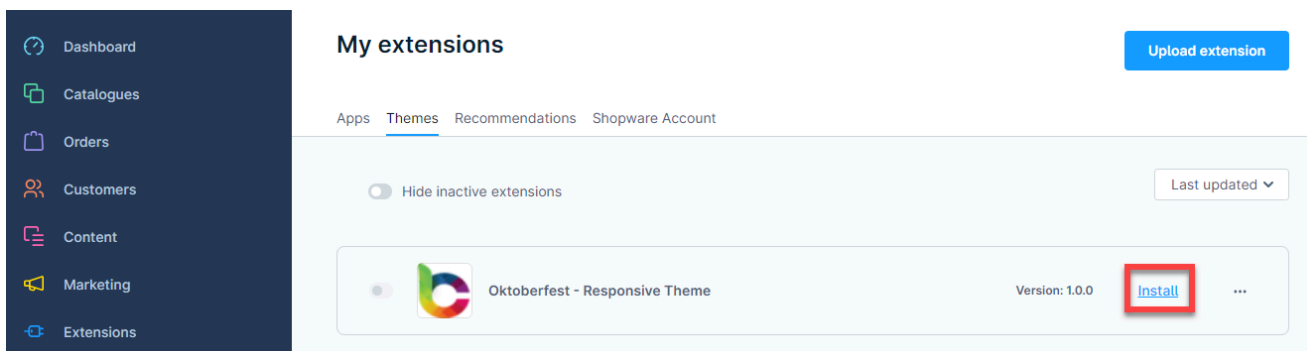 Dashboard
Catalogues
Orders
Customers
Content
Marketing
Extensions
My extensions
Upload extension
Apps Themes Recommendations Shopware Account
Hide inactive extensions
Last updated
Oktoberfest - Responsive Theme
Version: 1.0.0
Install
...